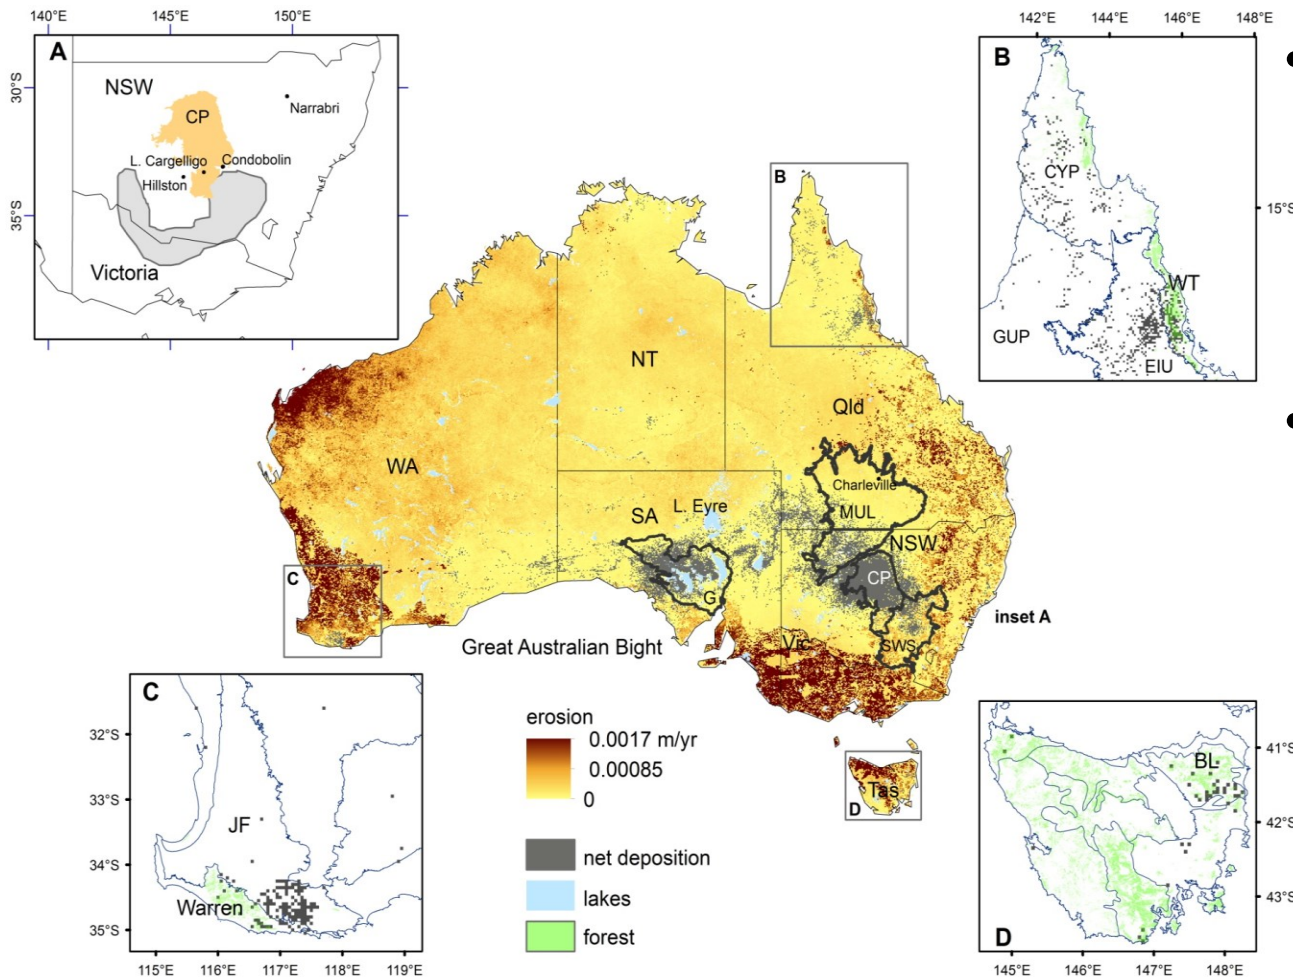 140°E 145°E 150°E
A
30°S
35°S
NSW
CP
Narrabri
L. Cargelligo
Condobolin
Hillston
Victoria
142°E 144°E 146°E 148°E
B
CYP
15°S
WT
GUP
EIU
B
NT
Qld
WA
Charleville
MUL
SA
L. Eyre
NSW
CP
G
C
inset A
Vic
SWS
Great Australian Bight
Tas
D
erosion
0.0017 m/yr
0.00085
0
net deposition
lakes
forest
C
32°S
33°S
34°S
35°S
JF
Warren
115°E 116°E 117°E 118°E 119°E
BL
41°S
42°S
43°S
D
145°E 146°E 147°E 148°E